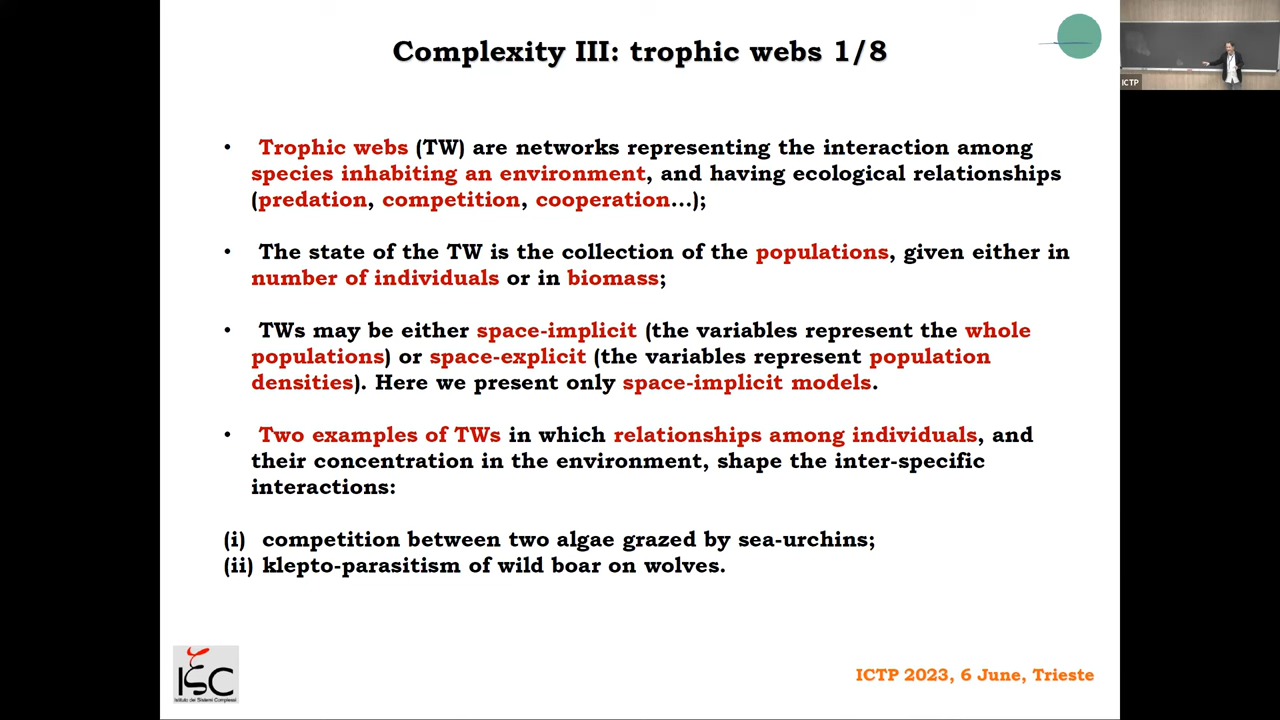 Complexity III: trophic webs 1/8
ICTP
• Trophic webs (TW) are networks representing the interaction among
species inhabiting an environment, and having ecological relationships
(predation, competition, cooperation...);
• The state of the TW is the collection of the populations, given either in
number of individuals or in biomass;
• TWs may be either space-implicit (the variables represent the whole
populations) or space-explicit (the variables represent population
densities). Here we present only space-implicit models.
• Two examples of TWs in which relationships among individuals, and
their concentration in the environment, shape the inter-specific
interactions:
(i) competition between two algae grazed by sea-urchins;
(ii) klepto-parasitism of wild boar on wolves.
ISC
Istituto dei Sistemi Complessi
ICTP 2023, 6 June, Trieste